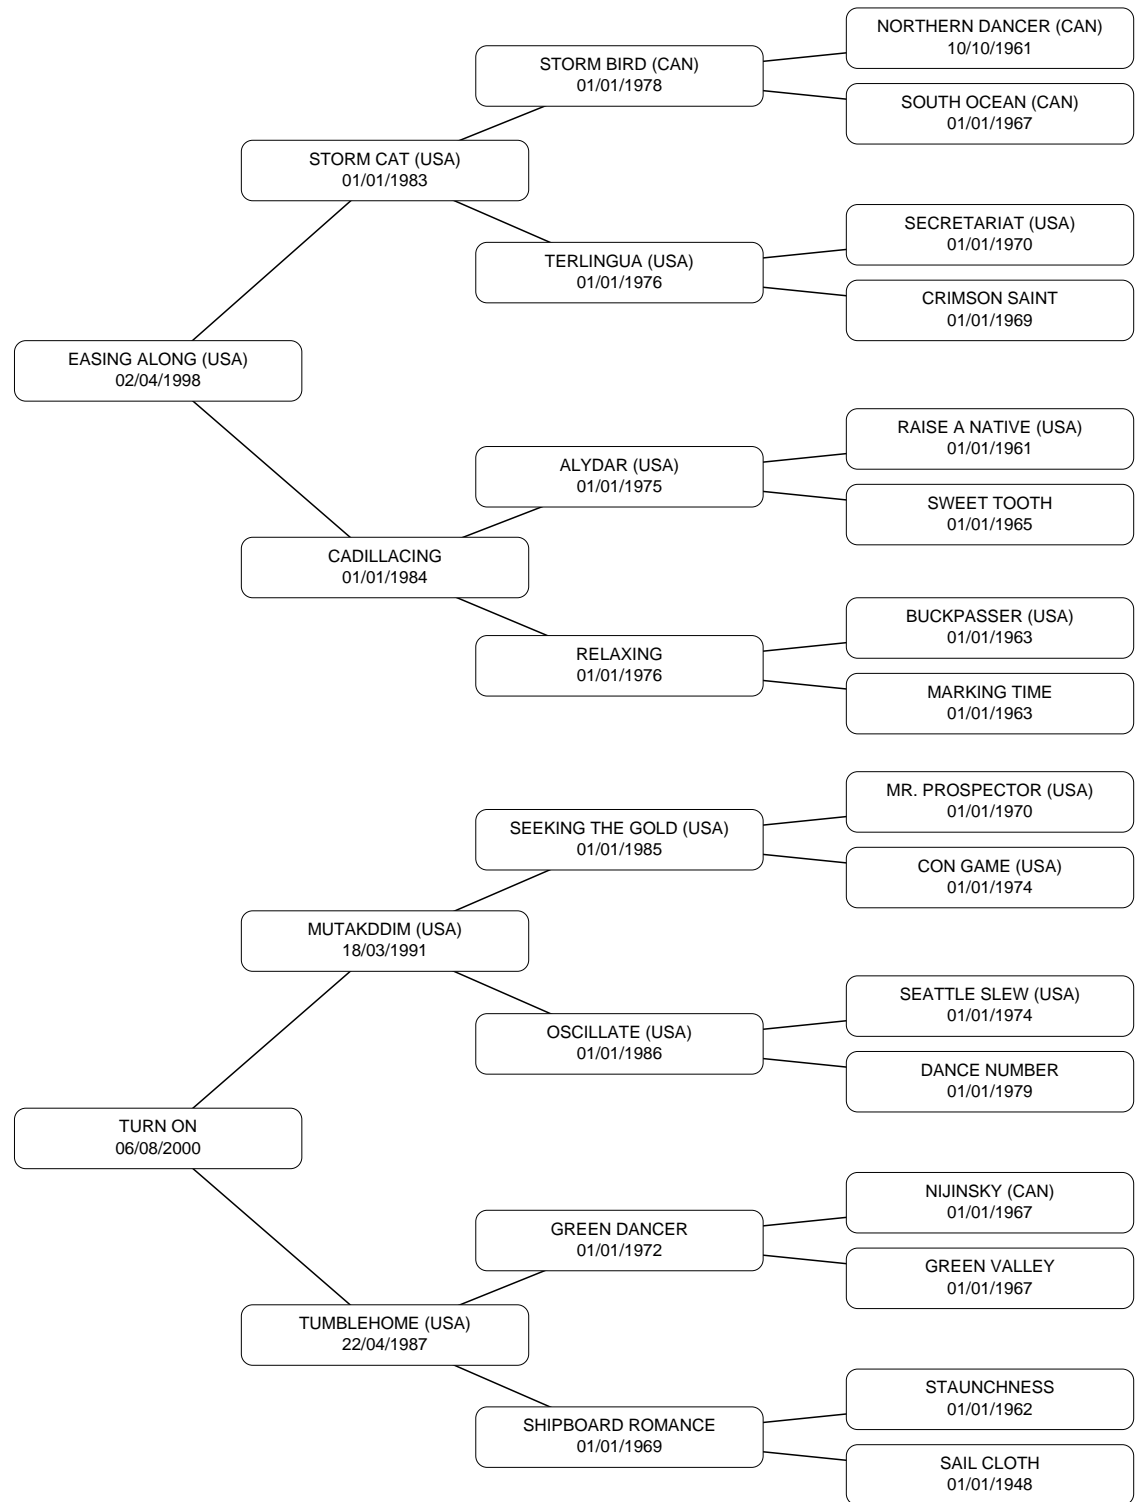 NORTHERN DANCER (CAN)
10/10/1961
STORM BIRD (CAN)
01/01/1978
SOUTH OCEAN (CAN)
01/01/1967
STORM CAT (USA)
01/01/1983
SECRETARIAT (USA)
01/01/1970
TERLINGUA (USA)
01/01/1976
CRIMSON SAINT
01/01/1969
EASING ALONG (USA)
02/04/1998
RAISE A NATIVE (USA)
01/01/1961
ALYDAR (USA)
01/01/1975
SWEET TOOTH
01/01/1965
CADILLACING
01/01/1984
BUCKPASSER (USA)
01/01/1963
RELAXING
01/01/1976
MARKING TIME
01/01/1963
MR. PROSPECTOR (USA)
01/01/1970
SEEKING THE GOLD (USA)
01/01/1985
CON GAME (USA)
01/01/1974
MUTAKDDIM (USA)
18/03/1991
SEATTLE SLEW (USA)
01/01/1974
OSCILLATE (USA)
01/01/1986
DANCE NUMBER
01/01/1979
TURN ON
06/08/2000
NIJINSKY (CAN)
01/01/1967
GREEN DANCER
01/01/1972
GREEN VALLEY
01/01/1967
TUMBLEHOME (USA)
22/04/1987
STAUNCHNESS
01/01/1962
SHIPBOARD ROMANCE
01/01/1969
SAIL CLOTH
01/01/1948